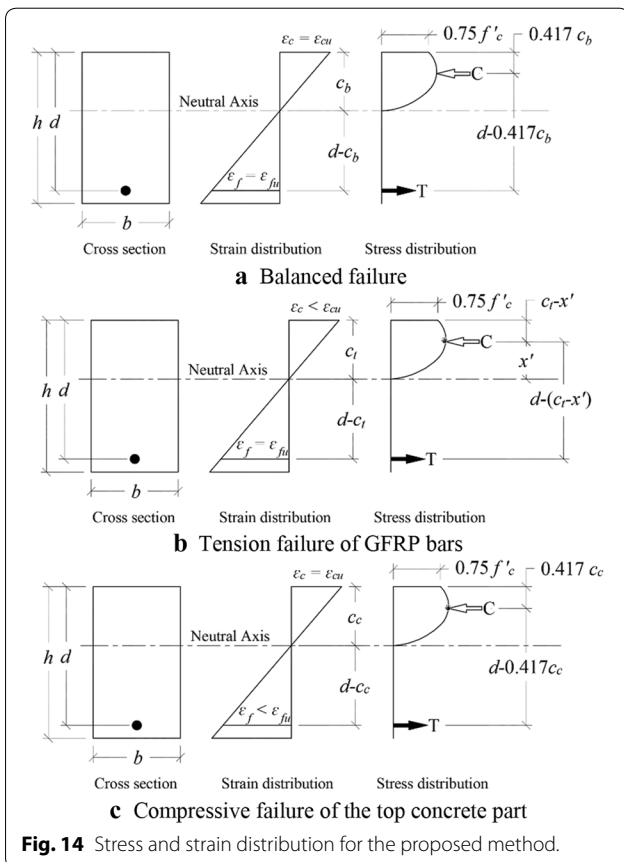 εc = εcu 0.75 f'c 0.417 cb
cb C
Neutral Axis
h d d-cb d-0.417cb
εf = εfu T
b
Cross section Strain distribution Stress distribution
a Balanced failure
εc < εcu 0.75 f'c ct-x'
ct C x'
Neutral Axis
h d d-ct d-(ct-x')
εf = εfu T
b
Cross section Strain distribution Stress distribution
b Tension failure of GFRP bars
εc = εcu 0.75 f'c 0.417 cc
cc C
Neutral Axis
h d d-cc d-0.417cc
εf < εfu T
b
Cross section Strain distribution Stress distribution
c Compressive failure of the top concrete part
Fig. 14 Stress and strain distribution for the proposed method.